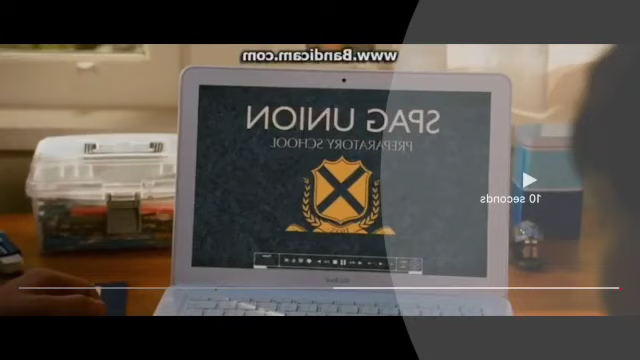 www.Bandicam.com
SPAG UNION
PREPARATORY SCHOOL
10 seconds